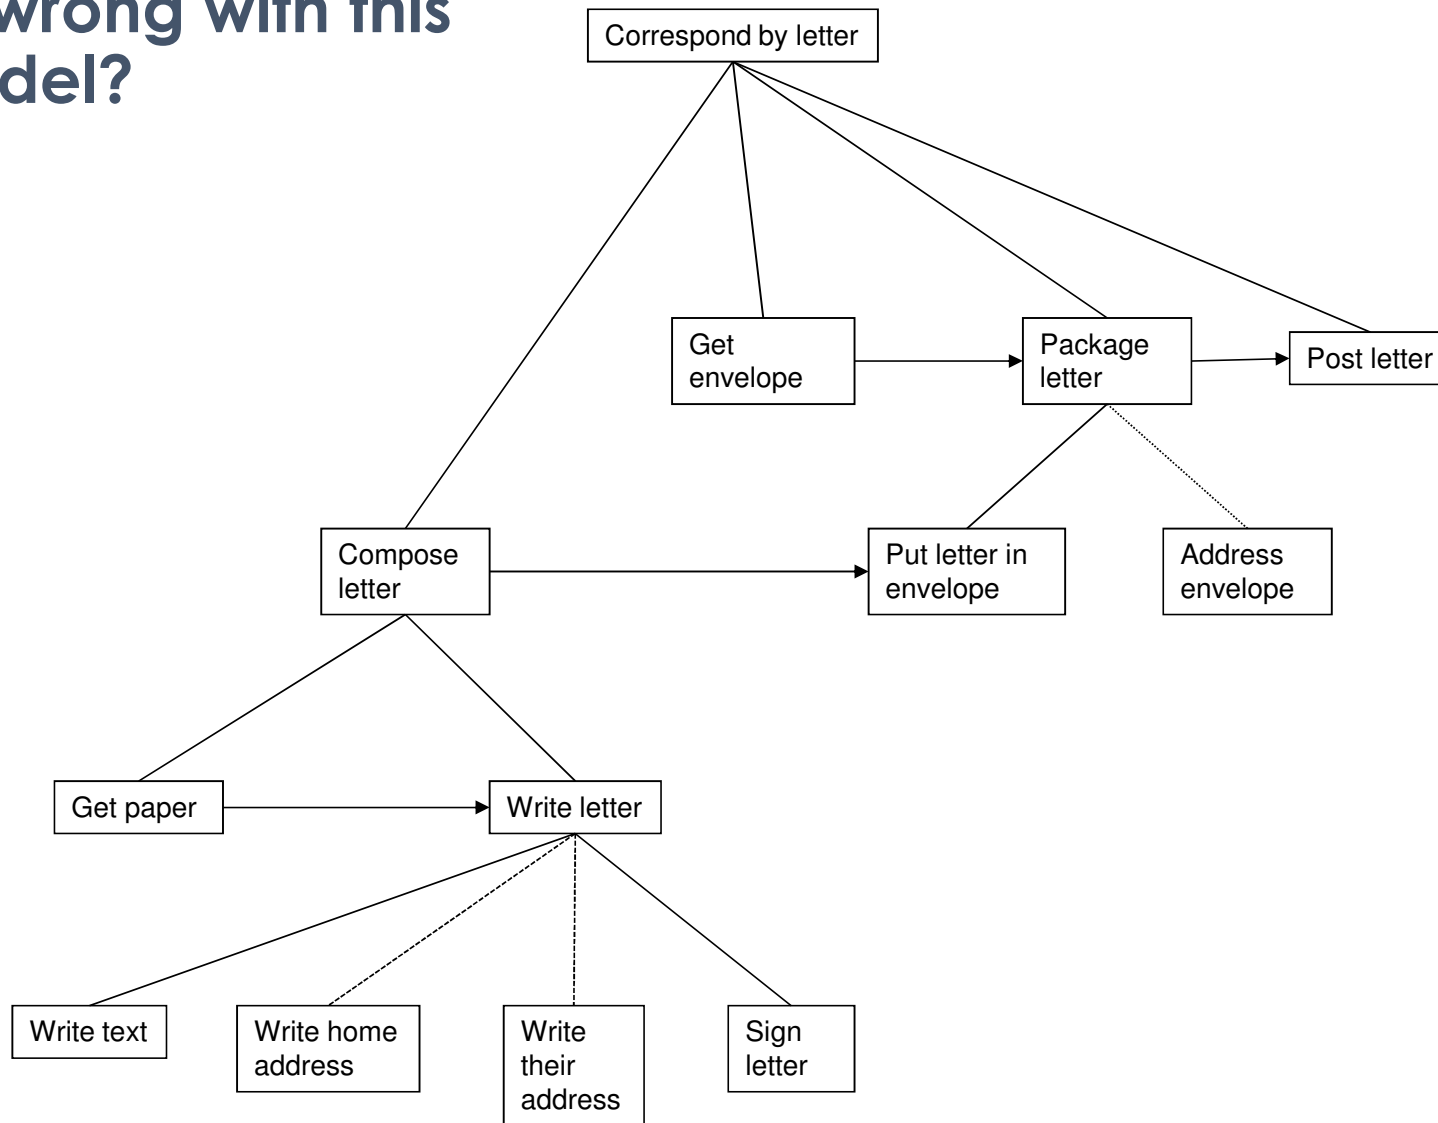 wrong with this
del?
Correspond by letter
Get
envelope
Package
letter
Post letter
Compose
letter
Put letter in
envelope
Address
envelope
Get paper
Write letter
Write text
Write home
address
Write
their
address
Sign
letter